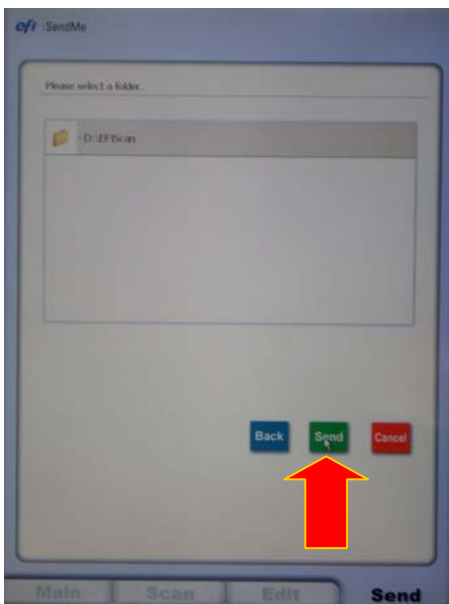 efi SendMe
Please select a folder.
- D:\EFIScan
Back Send Cancel
Main Scan Edit Send